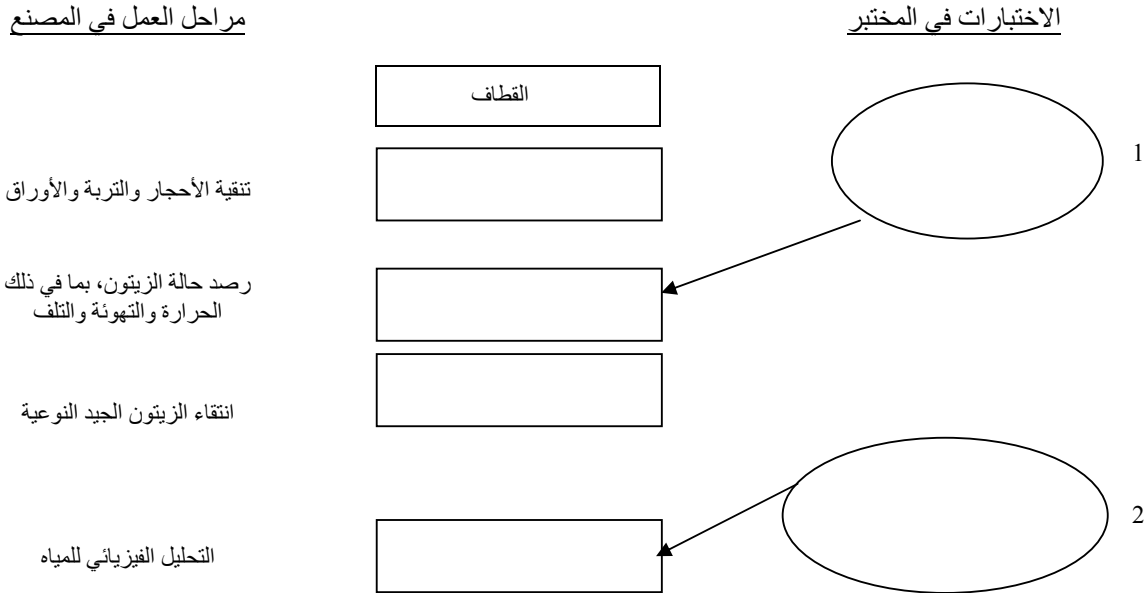 الاختبارات في المختبر
مراحل العمل في المصنع
القطاف
1
تنقية الأحجار والتربة والأوراق
رصد حالة الزيتون، بما في ذلك
الحرارة والتهوئة والتلف
انتقاء الزيتون الجيد النوعية
2
التحليل الفيزيائي للمياه